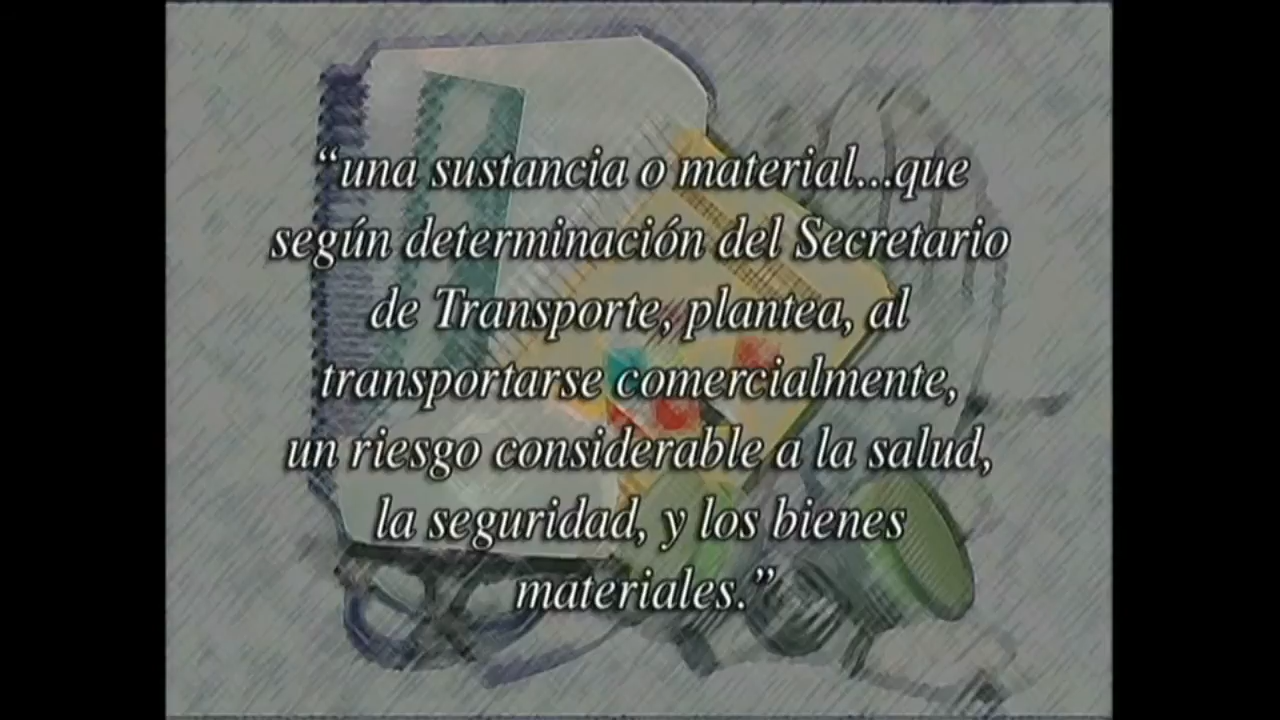 “una sustancia o material...que
según determinación del Secretario
de Transporte, plantea, al
transportarse comercialmente,
un riesgo considerable a la salud,
la seguridad, y los bienes
materiales.”